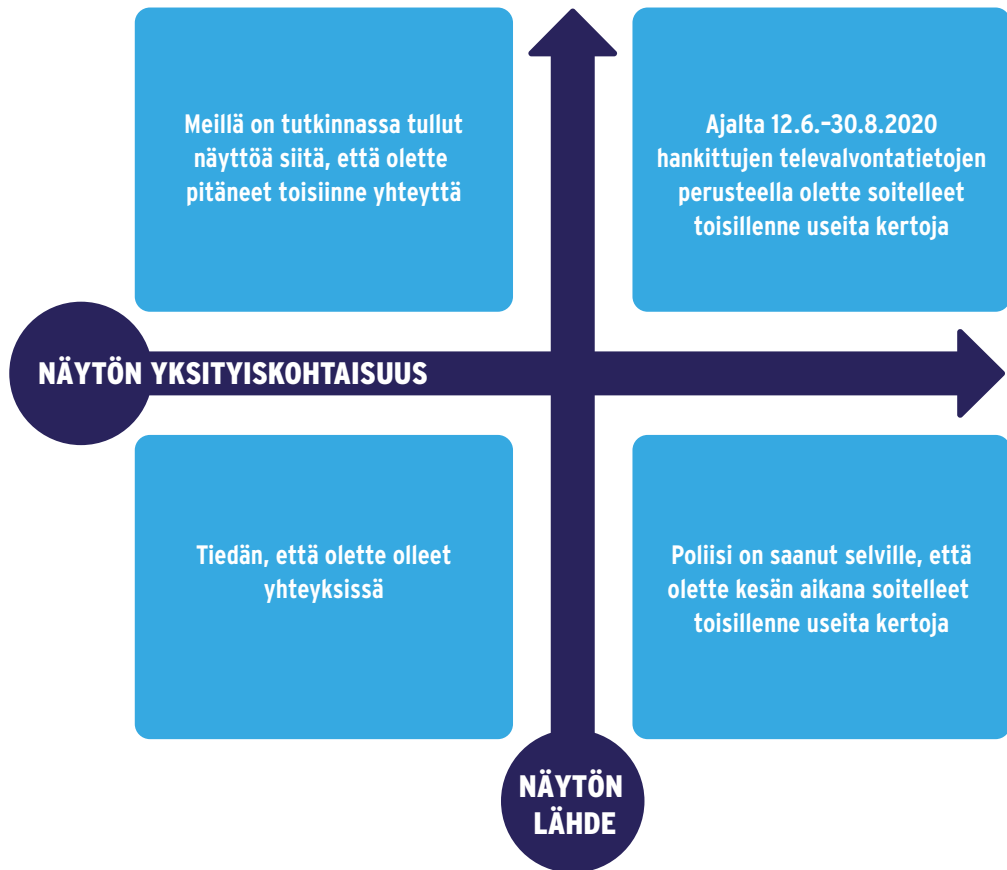 Meillä on tutkinnassa tullut
näyttöä siitä, että olette
pitäneet toisiinne yhteyttä
Ajalta 12.6.–30.8.2020
hankittujen televalvontatietojen
perusteella olette soitelleet
toisillenne useita kertoja
NÄYTÖN YKSITYISKOHTAISUUS
Tiedän, että olette olleet
yhteyksissä
Poliisi on saanut selville, että
olette kesän aikana soitelleet
toisillenne useita kertoja
NÄYTÖN
LÄHDE